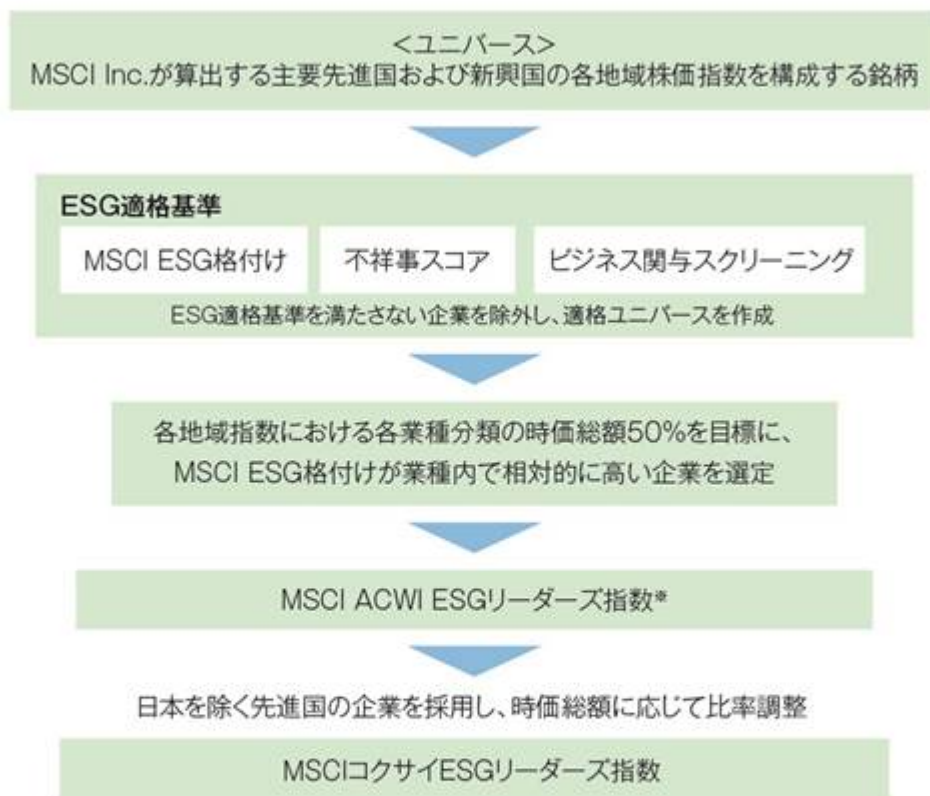 <ユニバース>
MSCI Inc.が算出する主要先進国および新興国の各地域株価指数を構成する銘柄
ESG適格基準
MSCI ESG格付け
不祥事スコア
ビジネス関与スクリーニング
ESG適格基準を満たさない企業を除外し、適格ユニバースを作成
各地域指数における各業種分類の時価総額50%を目標に、
MSCI ESG格付けが業種内で相対的に高い企業を選定
MSCI ACWI ESGリーダーズ指数※
日本を除く先進国の企業を採用し、時価総額に応じて比率調整
MSCIコクサイESGリーダーズ指数